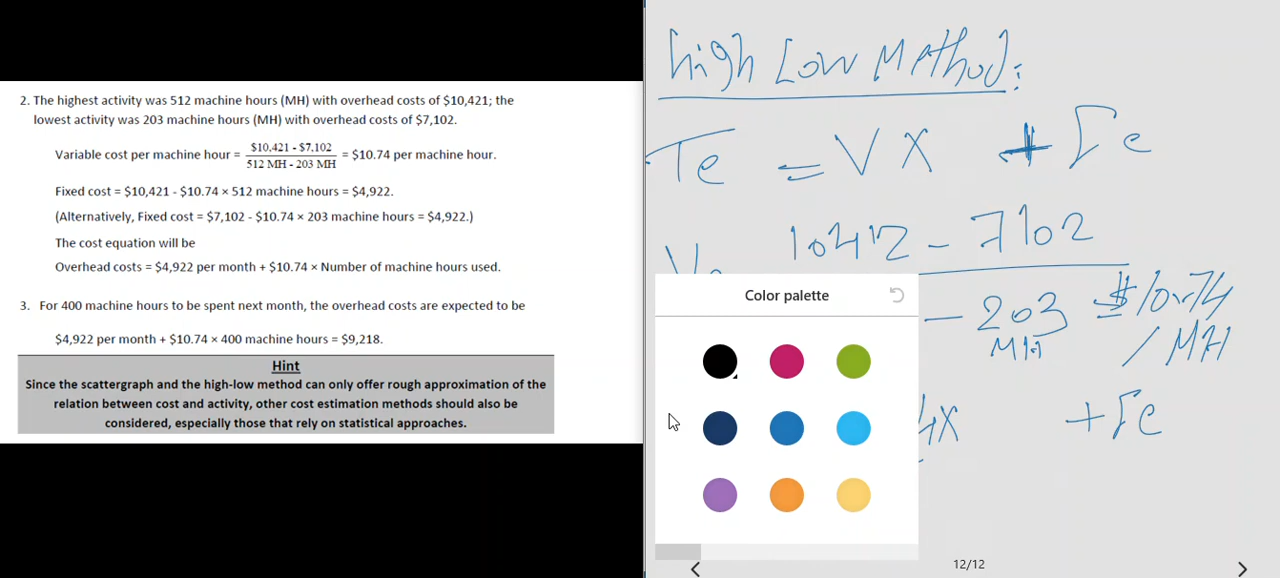 2. The highest activity was 512 machine hours (MH) with overhead costs of $10,421; the
lowest activity was 203 machine hours (MH) with overhead costs of $7,102.
Variable cost per machine hour = $10,421 - $7,102 / 512 MH - 203 MH = $10.74 per machine hour.
Fixed cost = $10,421 - $10.74 × 512 machine hours = $4,922.
(Alternatively, Fixed cost = $7,102 - $10.74 × 203 machine hours = $4,922.)
The cost equation will be
Overhead costs = $4,922 per month + $10.74 × Number of machine hours used.
3. For 400 machine hours to be spent next month, the overhead costs are expected to be
$4,922 per month + $10.74 × 400 machine hours = $9,218.
Hint
Since the scattergraph and the high-low method can only offer rough approximation of the
relation between cost and activity, other cost estimation methods should also be
considered, especially those that rely on statistical approaches.
High Low Method:
Tc = VX + Fc
10412 - 7102
- 203 $10.74
MH / MH
4X + Fc
Color palette
12/12